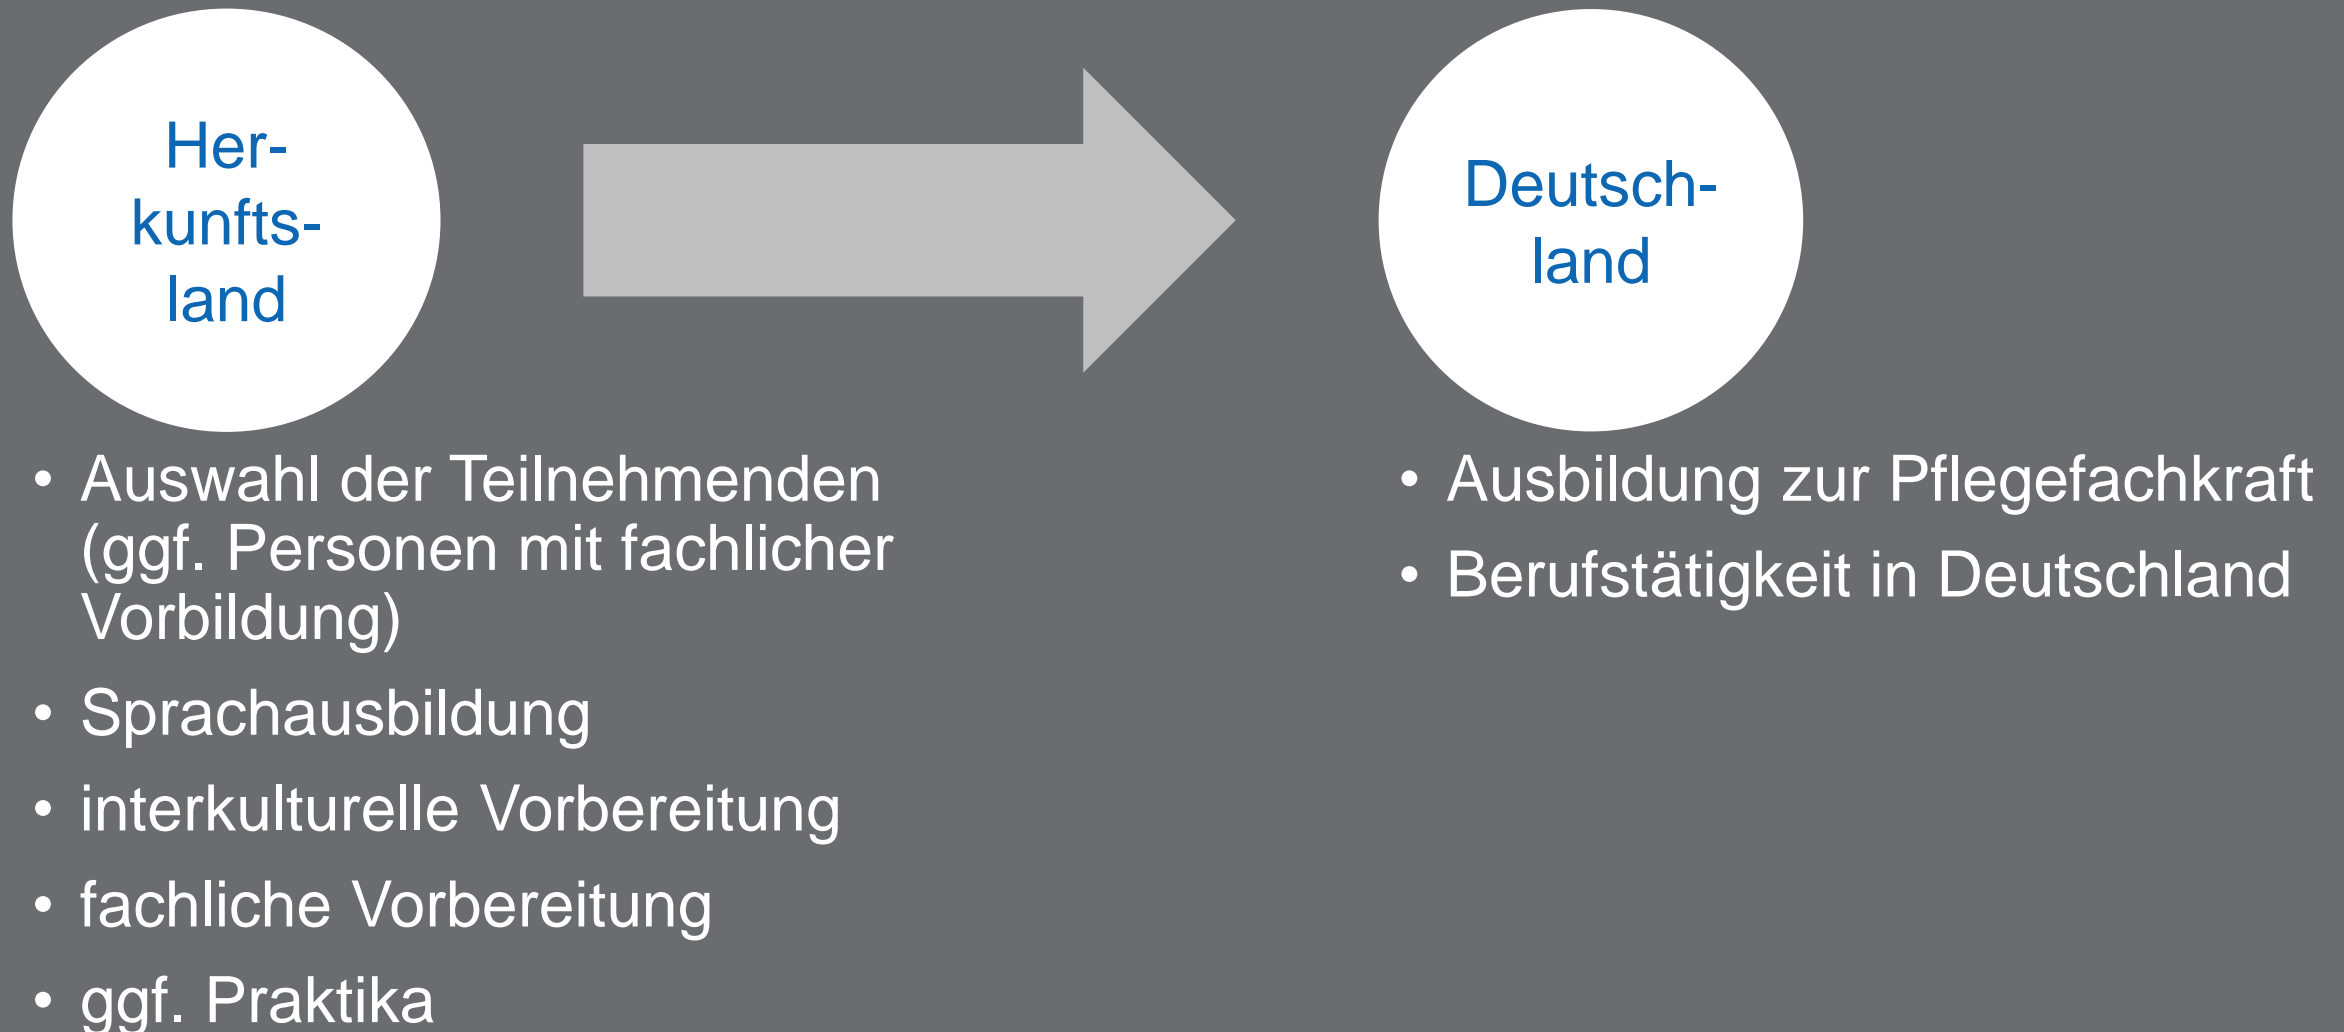 Her-
kunfts-
land
Deutsch-
land
• Auswahl der Teilnehmenden
(ggf. Personen mit fachlicher
Vorbildung)
• Sprachausbildung
• interkulturelle Vorbereitung
• fachliche Vorbereitung
• ggf. Praktika
• Ausbildung zur Pflegefachkraft
• Berufstätigkeit in Deutschland